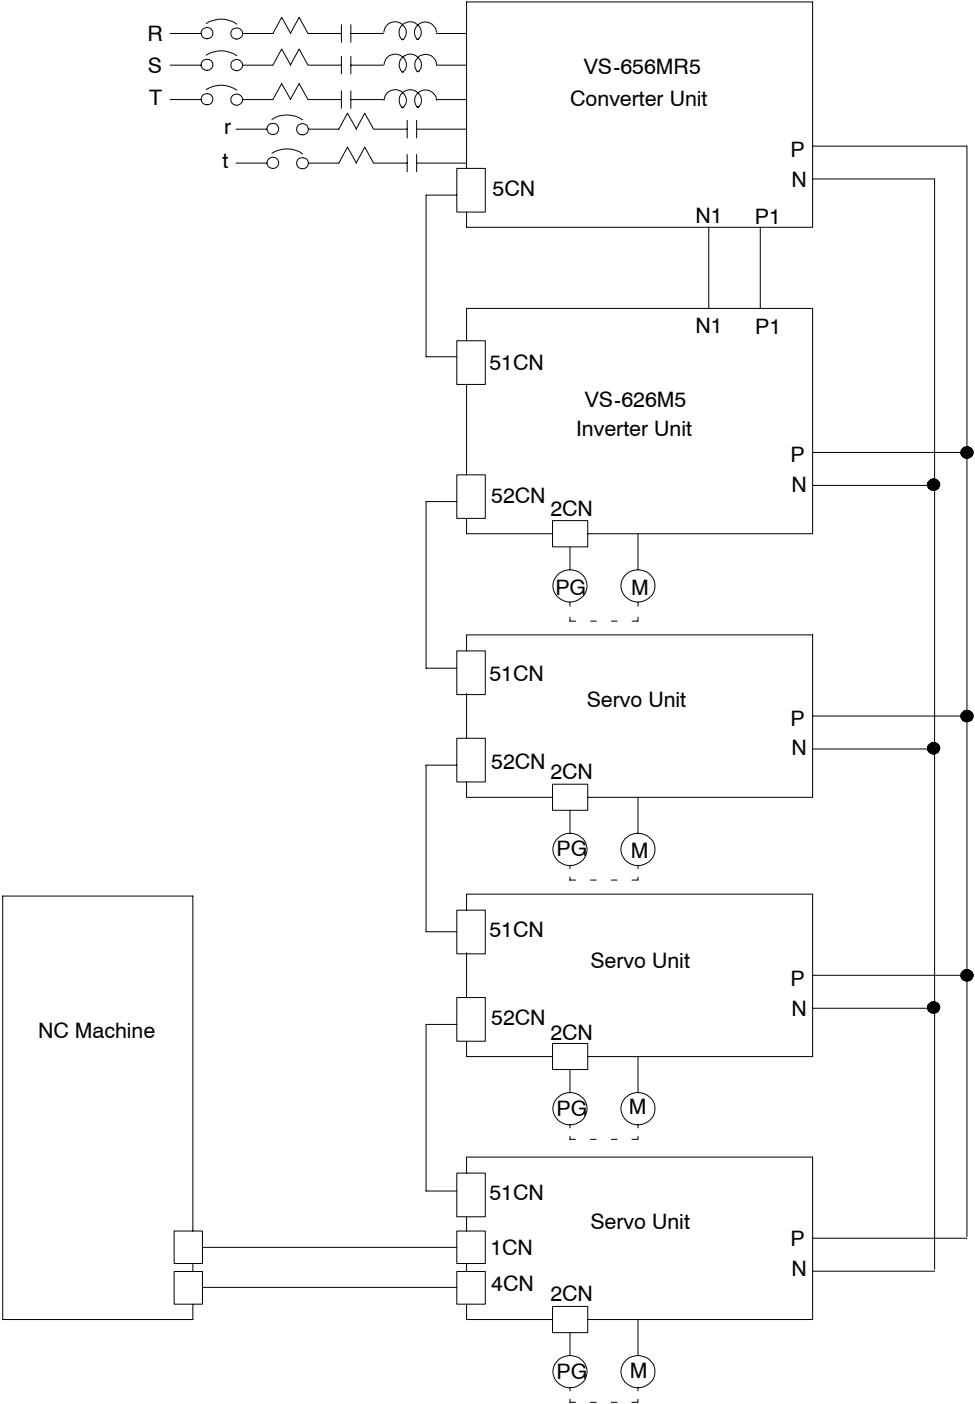 R
S
T
r
t
VS-656MR5
Converter Unit
P
N
5CN
N1 P1
N1 P1
51CN
VS-626M5
Inverter Unit
P
N
52CN
2CN
PG M
51CN
Servo Unit
P
N
52CN
2CN
PG M
51CN
Servo Unit
P
N
52CN
2CN
PG M
NC Machine
51CN
Servo Unit
P
N
1CN
4CN
2CN
PG M